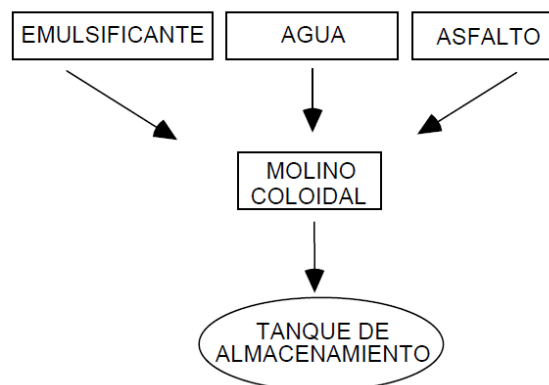 EMULSIFICANTE
AGUA
ASFALTO
MOLINO
COLOIDAL
TANQUE DE
ALMACENAMIENTO